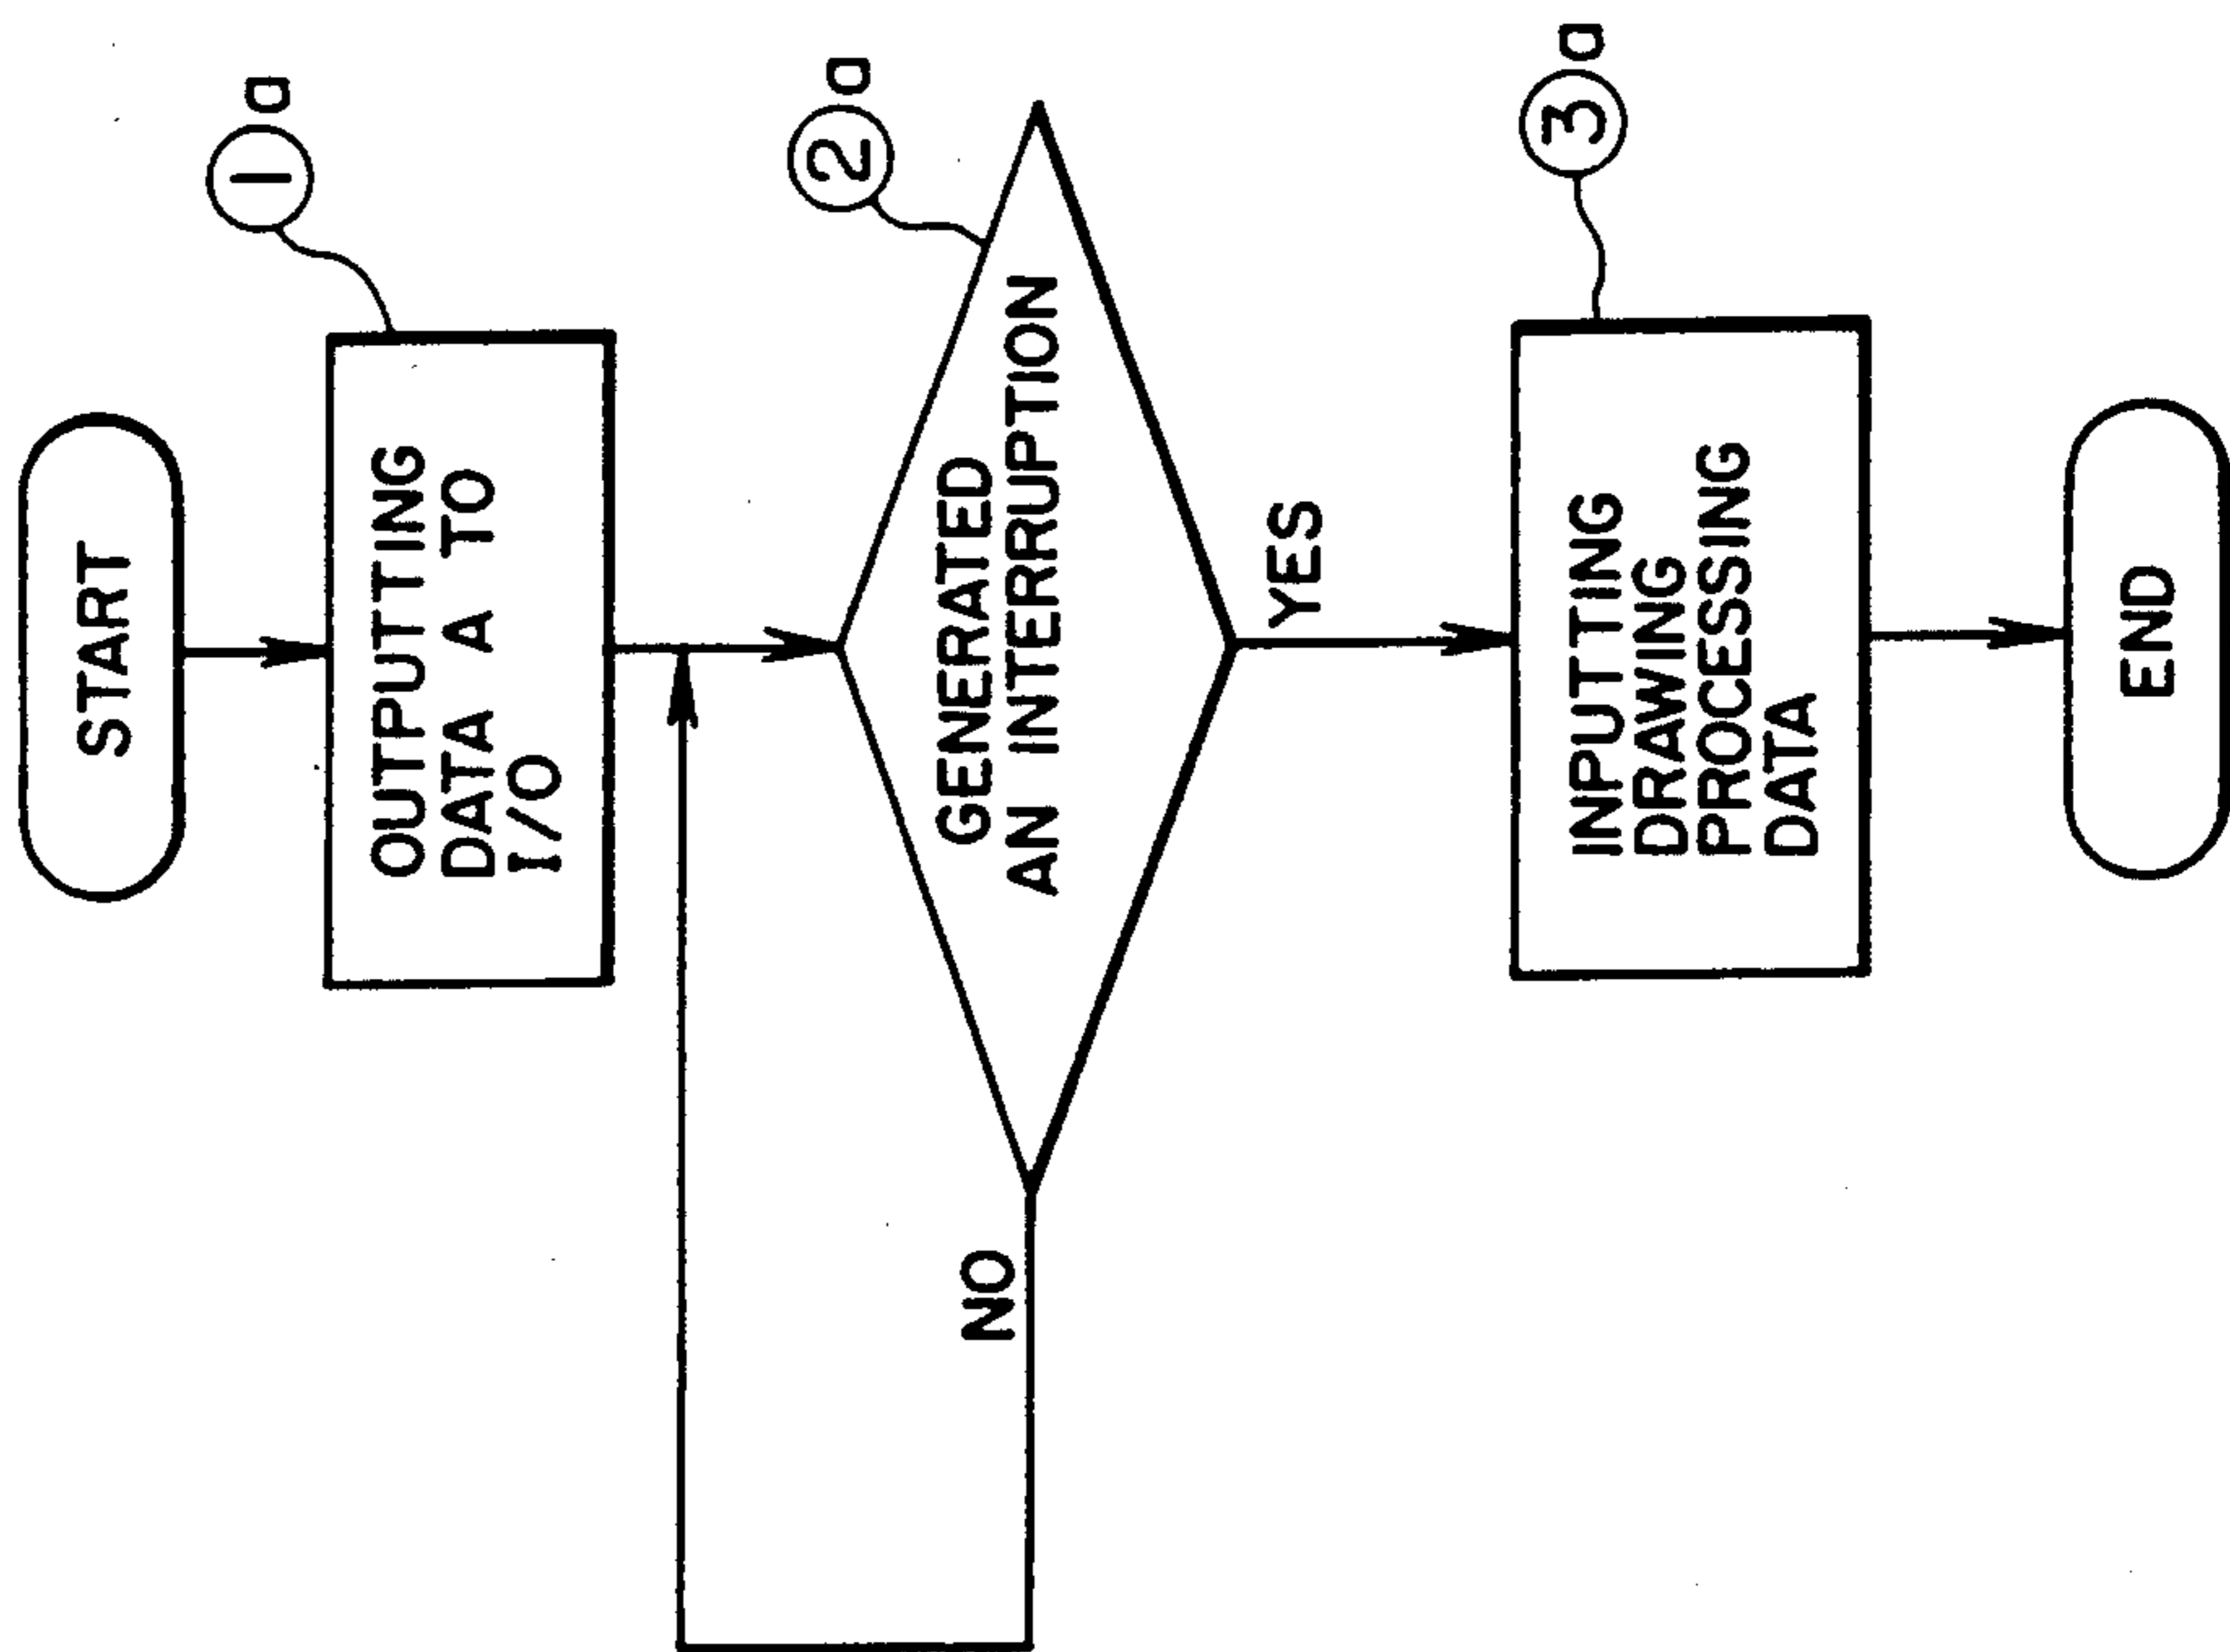 START
①a
OUTPUTTING
DATA A TO
I/O
②a
GENERATED
AN INTERRUPTION
NO
YES
③a
INPUTTING
DRAWING
PROCESSING
DATA
END